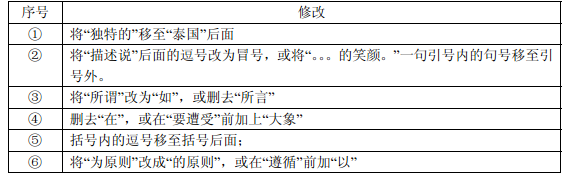 序号 修改
① 将“独特的”移至“泰国”后面
② 将“描述说”后面的逗号改为冒号，或将“。。。的笑颜。”一句引号内的句号移至引
号外。
③ 将“所谓”改为“如”，或删去“所言”
④ 删去“在”，或在“要遭受”前加上“大象”
⑤ 括号内的逗号移至括号后面；
⑥ 将“为原则”改成“的原则”，或在“遵循”前加“以”